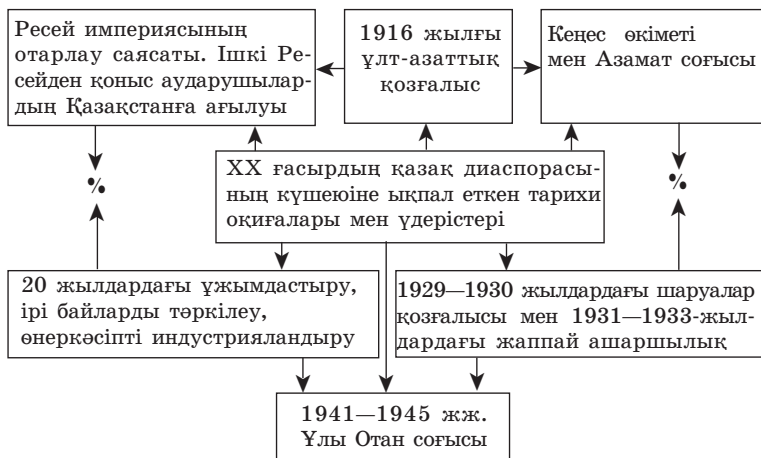 Ресей империясының
отарлау саясаты. Ішкі Ре-
сейден қоныс аударушылар-
дың Қазақстанға ағылуы
1916 жылғы
ұлт-азаттық
қозғалыс
Кеңес өкіметі
мен Азамат соғысы
%
%
XX ғасырдың қазақ диаспорасы-
ның күшеюіне ықпал еткен тарихи
оқиғалары мен үдерістері
20 жылдардағы ұжымдастыру,
ірі байларды тәркілеу,
өнеркәсіпті индустрияландыру
1929—1930 жылдардағы шаруалар
қозғалысы мен 1931—1933-жыл-
дардағы жаппай ашаршылық
1941—1945 жж.
Ұлы Отан соғысы